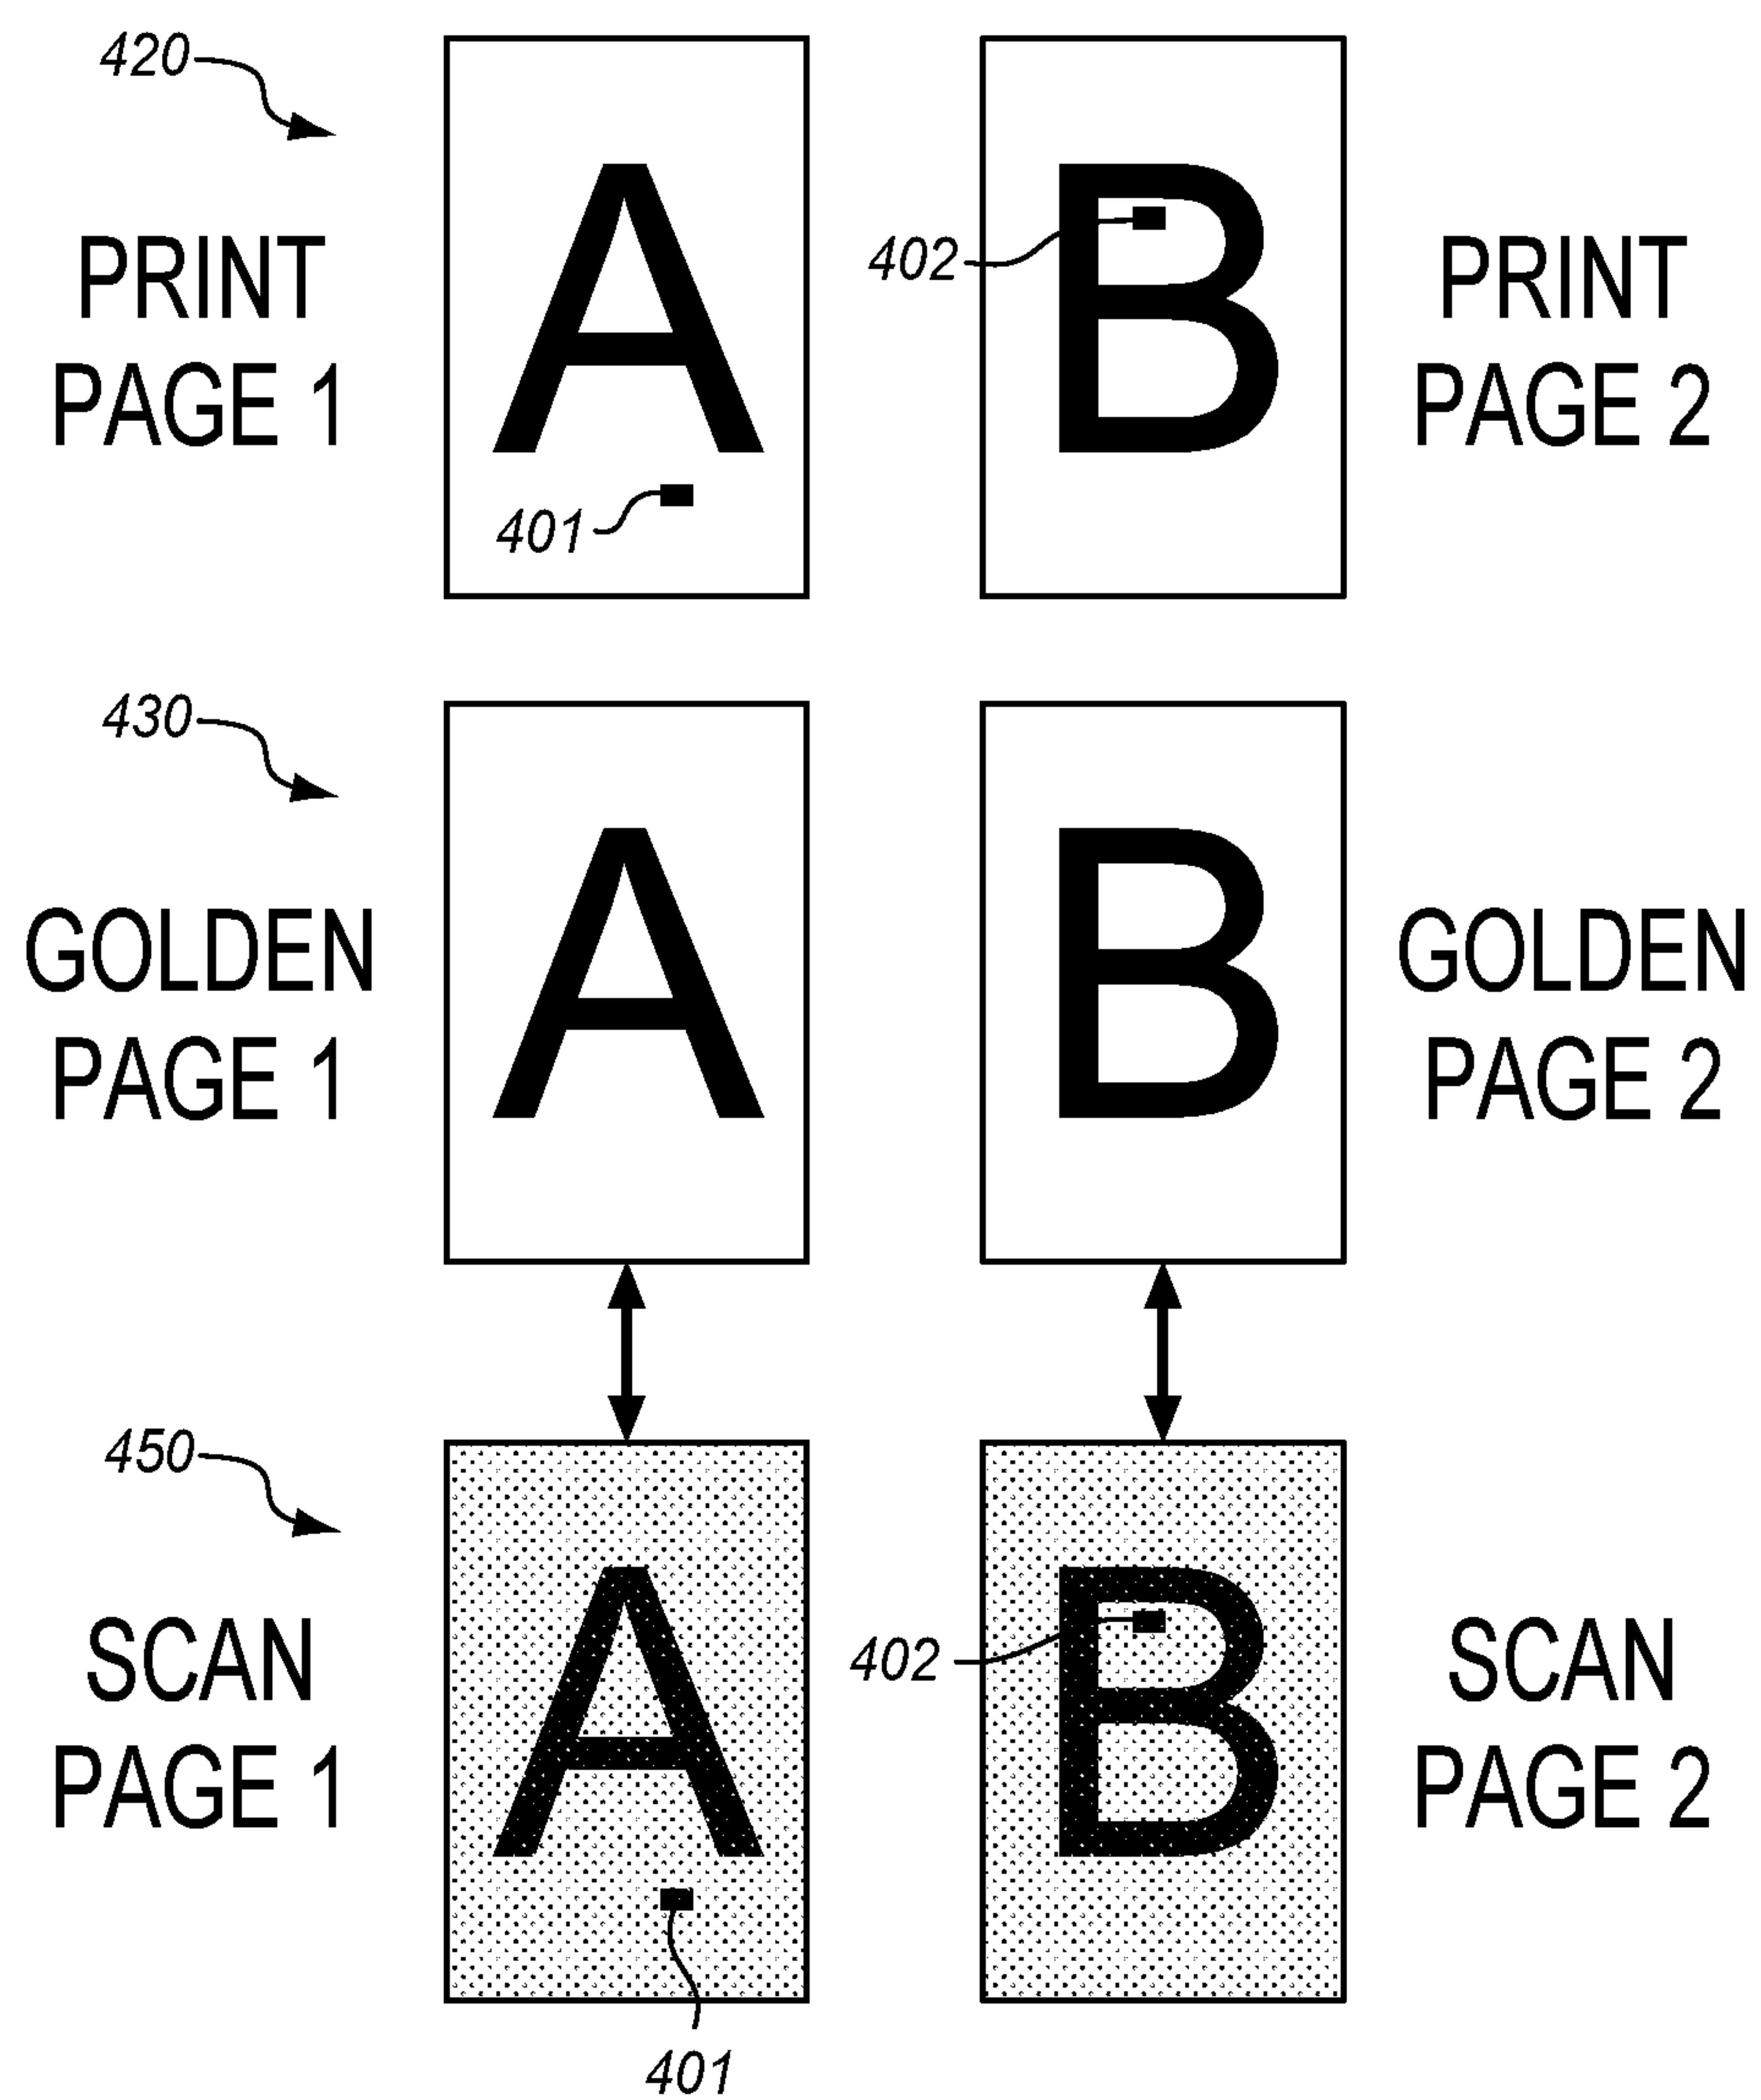 420
PRINT
PAGE 1
A
401
402
B
PRINT
PAGE 2
430
GOLDEN
PAGE 1
A
B
GOLDEN
PAGE 2
450
SCAN
PAGE 1
A
401
402
B
SCAN
PAGE 2